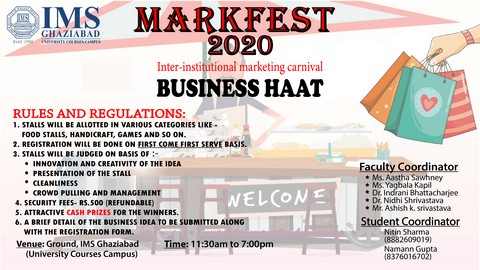 IMS
GHAZIABAD
Estd. 1990
UNIVERSITY COURSES CAMPUS
MARKFEST
2020
Inter-institutional marketing carnival
BUSINESS HAAT
RULES AND REGULATIONS:
1. STALLS WILL BE ALLOTTED IN VARIOUS CATEGORIES LIKE -
FOOD STALLS, HANDICRAFT, GAMES AND SO ON.
2. REGISTRATION WILL BE DONE ON FIRST COME FIRST SERVE BASIS.
3. STALLS WILL BE JUDGED ON BASIS OF :-
• INNOVATION AND CREATIVITY OF THE IDEA
• PRESENTATION OF THE STALL
• CLEANLINESS
• CROWD PULLING AND MANAGEMENT
4. SECURITY FEES- RS.500 (REFUNDABLE)
5. ATTRACTIVE CASH PRIZES FOR THE WINNERS.
6. A BRIEF DETAIL OF THE BUSINESS IDEA TO BE SUBMITTED ALONG
WITH THE REGISTRATION FORM.
Venue: Ground, IMS Ghaziabad
(University Courses Campus)
Time: 11:30am to 7:00pm
WELCOME
Faculty Coordinator
• Ms. Aastha Sawhney
• Ms. Yagbala Kapil
• Dr. Indrani Bhattacharjee
• Dr. Nidhi Shrivastava
• Mr. Ashish k. srivastava
Student Coordinator
Nitin Sharma
(8882609019)
Namann Gupta
(8376016702)